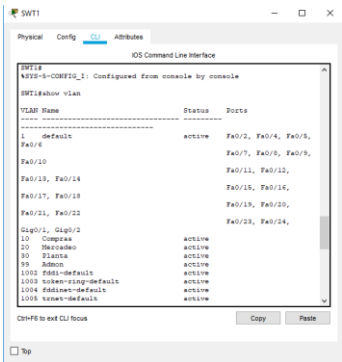 SWT1
Physical Config CLI Attributes
IOS Command Line Interface
SWT1#
%SYS-5-CONFIG_I: Configured from console by console
SWT1#show vlan
VLAN Name Status Ports
---- -------------------------------- --------- -------------------------------
1 default active Fa0/2, Fa0/4, Fa0/5,
Fa0/6
Fa0/7, Fa0/8, Fa0/9,
Fa0/10
Fa0/11, Fa0/12,
Fa0/13, Fa0/14
Fa0/15, Fa0/16,
Fa0/17, Fa0/18
Fa0/19, Fa0/20,
Fa0/21, Fa0/22
Fa0/23, Fa0/24,
Gig0/1, Gig0/2
10 Compras active
20 Mercadeo active
30 Planta active
99 Admon active
1002 fddi-default active
1003 token-ring-default active
1004 fddinet-default active
1005 trnet-default active
Ctrl+F6 to exit CLI focus
Copy Paste
Top